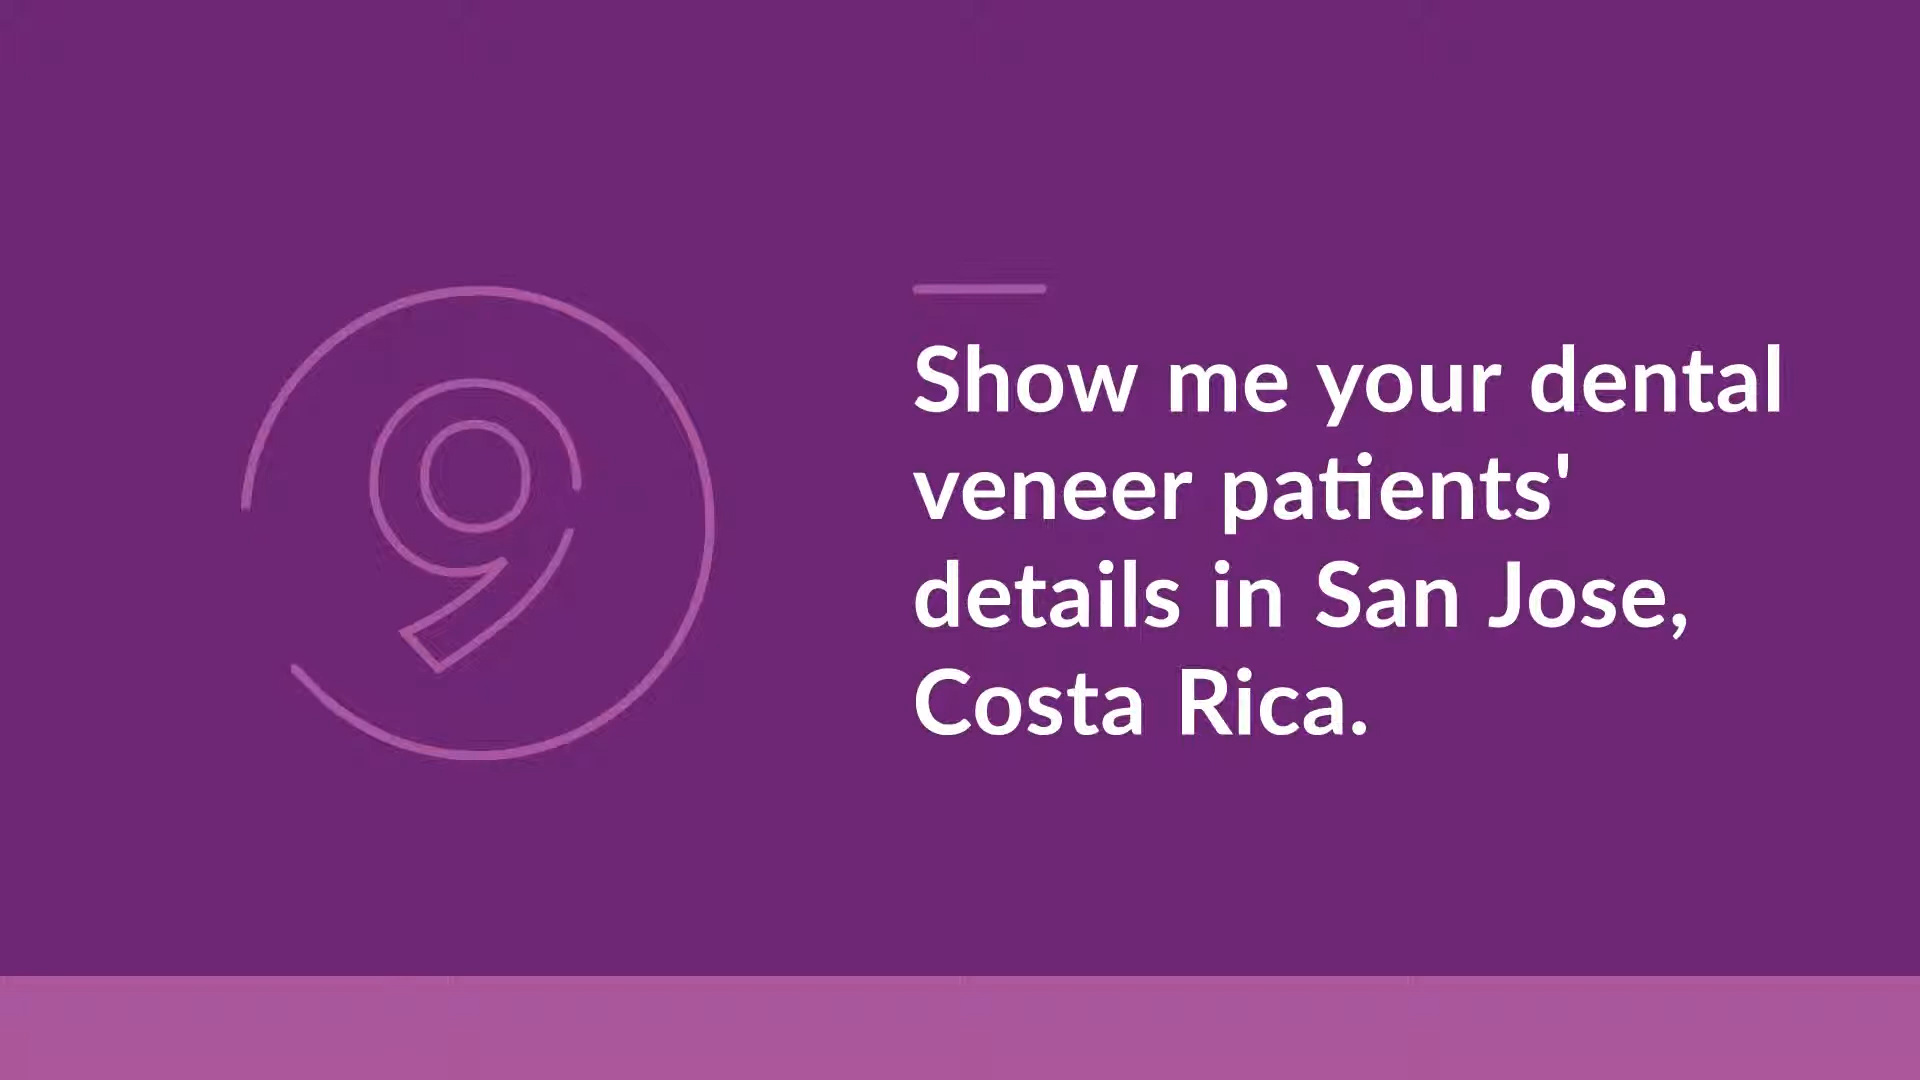 9
Show me your dental
veneer patients'
details in San Jose,
Costa Rica.